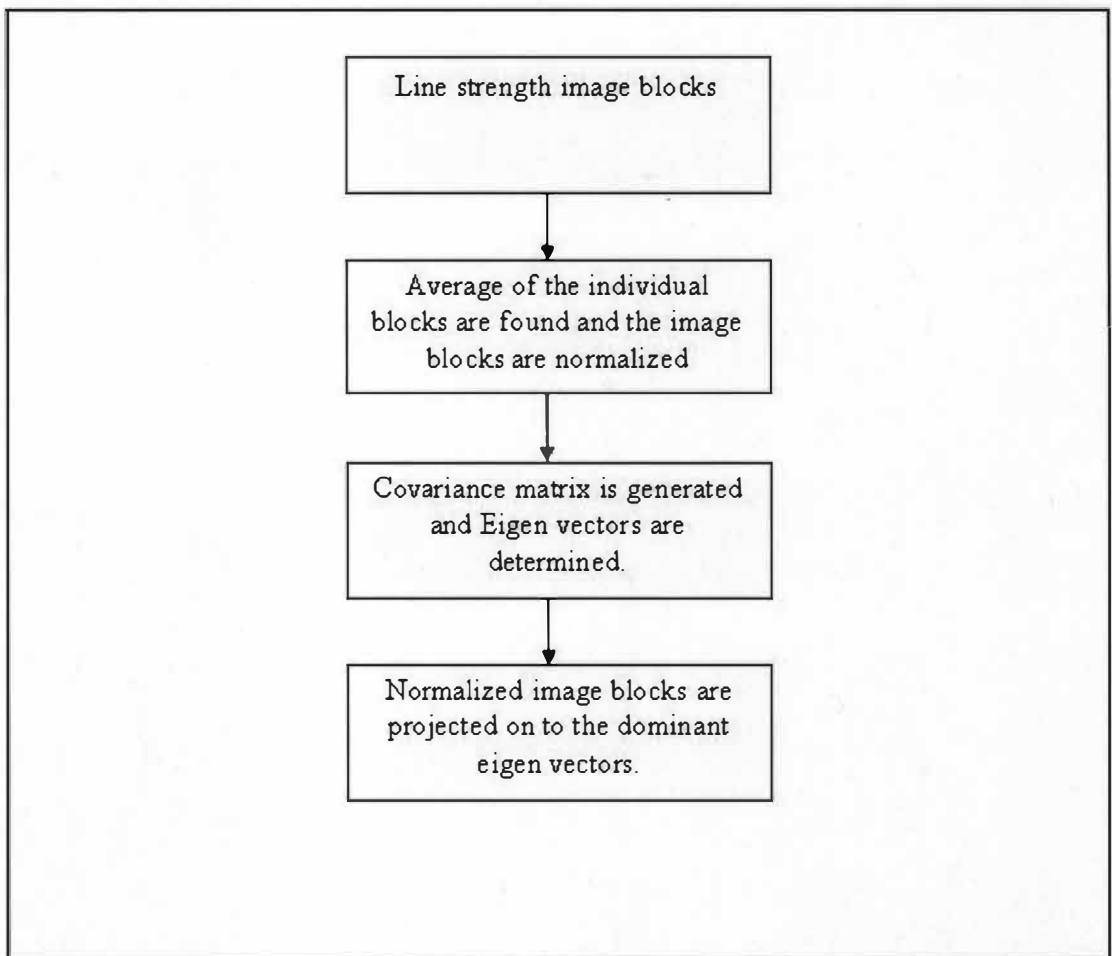 Line strength image blocks
Average of the individual
blocks are found and the image
blocks are normalized
Covariance matrix is generated
and Eigen vectors are
determined.
Normalized image blocks are
projected on to the dominant
eigen vectors.